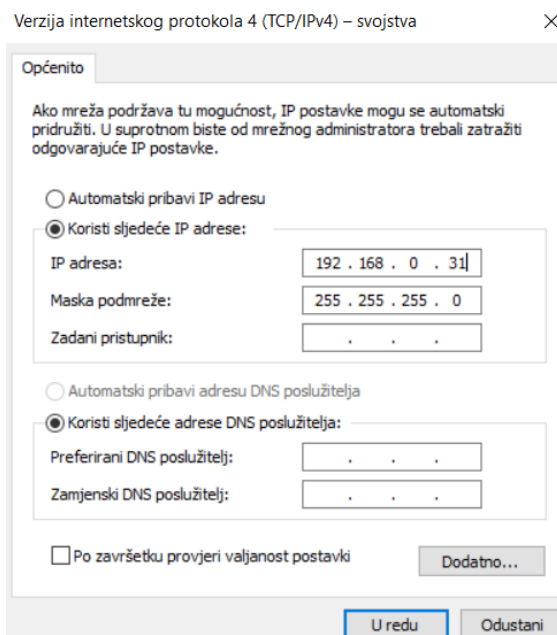 Verzija internetskog protokola 4 (TCP/IPv4) – svojstva
Općenito
Ako mreža podržava tu mogućnost, IP postavke mogu se automatski
pridružiti. U suprotnom biste od mrežnog administratora trebali zatražiti
odgovarajuće IP postavke.
Automatski pribavi IP adresu
Koristi sljedeće IP adrese:
IP adresa: 192 . 168 . 0 . 31
Maska podmreže: 255 . 255 . 255 . 0
Zadani pristupnik: . . .
Automatski pribavi adresu DNS poslužitelja
Koristi sljedeće adrese DNS poslužitelja:
Preferirani DNS poslužitelj: . . .
Zamjenski DNS poslužitelj: . . .
Po završetku provjeri valjanost postavki Dodatno...
U redu Odustani